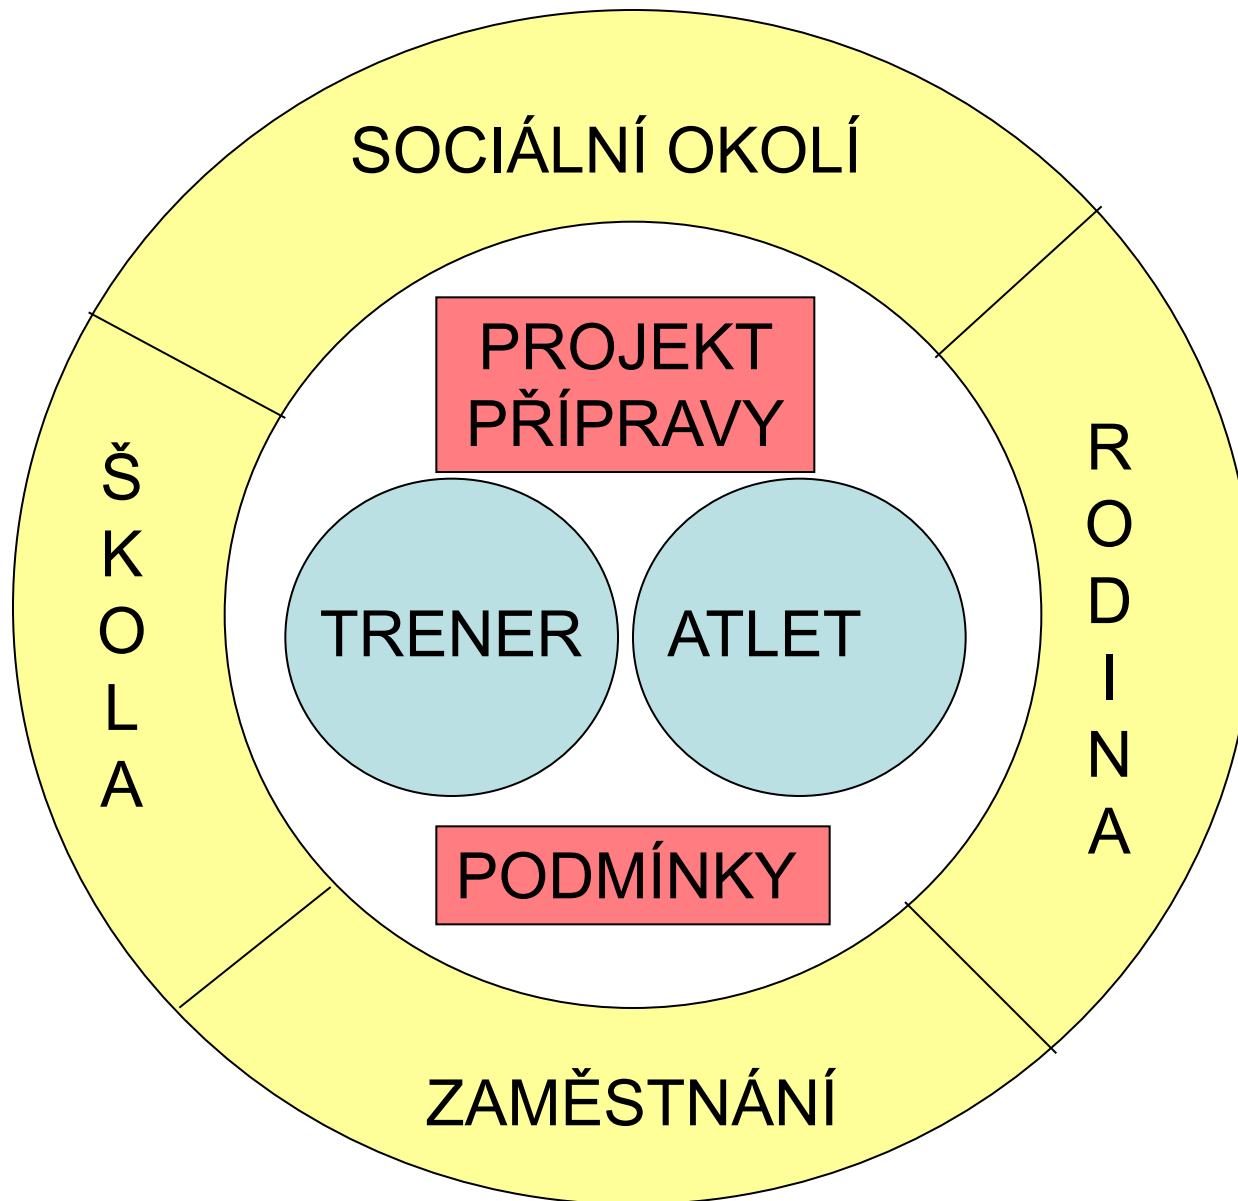 SOCIÁLNÍ OKOLÍ
PROJEKT
PŘÍPRAVY
ŠKOLA
TRENER
ATLET
RODINA
PODMÍNKY
ZAMĚSTNÁNÍ